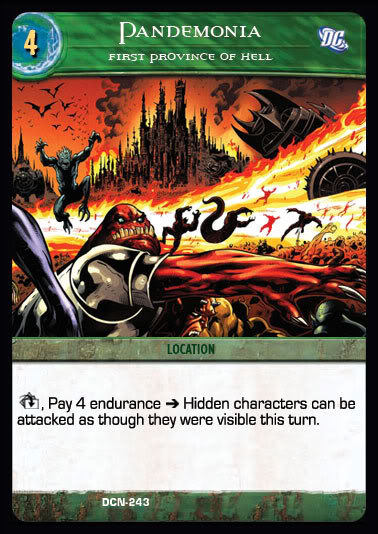 4
PANDEMONIA
DC
FIRST PROVINCE OF HELL
LOCATION
, Pay 4 endurance ➔ Hidden characters can be
attacked as though they were visible this turn.
DCN-243